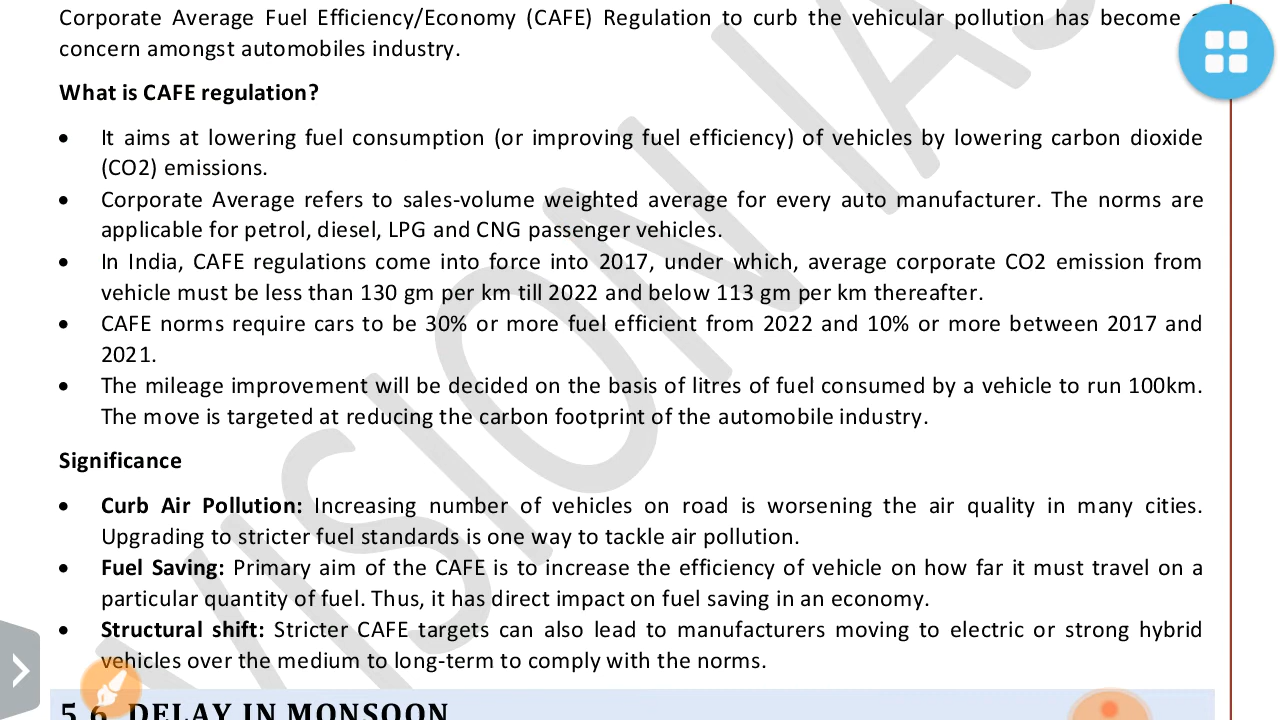 Corporate Average Fuel Efficiency/Economy (CAFE) Regulation to curb the vehicular pollution has become
concern amongst automobiles industry.
What is CAFE regulation?
• It aims at lowering fuel consumption (or improving fuel efficiency) of vehicles by lowering carbon dioxide
(CO2) emissions.
• Corporate Average refers to sales-volume weighted average for every auto manufacturer. The norms are
applicable for petrol, diesel, LPG and CNG passenger vehicles.
• In India, CAFE regulations come into force into 2017, under which, average corporate CO2 emission from
vehicle must be less than 130 gm per km till 2022 and below 113 gm per km thereafter.
• CAFE norms require cars to be 30% or more fuel efficient from 2022 and 10% or more between 2017 and
2021.
• The mileage improvement will be decided on the basis of litres of fuel consumed by a vehicle to run 100km.
The move is targeted at reducing the carbon footprint of the automobile industry.
Significance
• Curb Air Pollution: Increasing number of vehicles on road is worsening the air quality in many cities.
Upgrading to stricter fuel standards is one way to tackle air pollution.
• Fuel Saving: Primary aim of the CAFE is to increase the efficiency of vehicle on how far it must travel on a
particular quantity of fuel. Thus, it has direct impact on fuel saving in an economy.
• Structural shift: Stricter CAFE targets can also lead to manufacturers moving to electric or strong hybrid
vehicles over the medium to long-term to comply with the norms.
5.6. DELAY IN MONSOON
VISION IAS